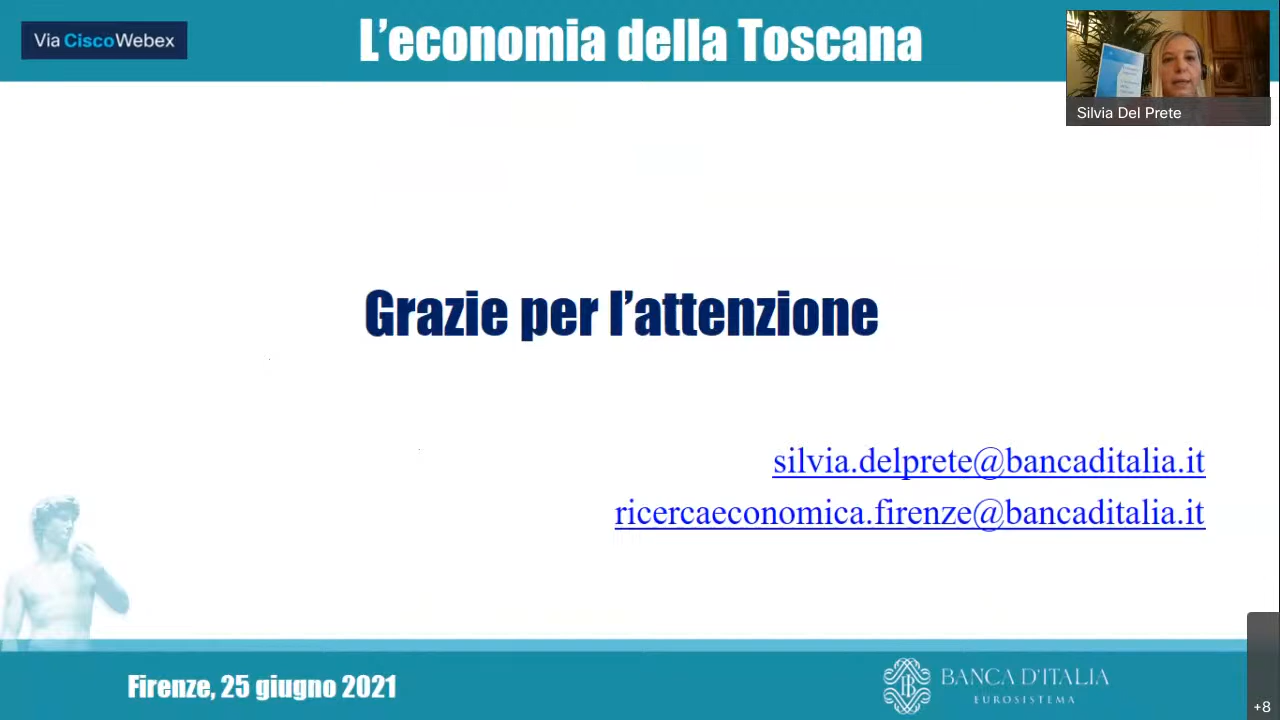 Via CiscoWebex
L'economia della Toscana
Silvia Del Prete
Grazie per l'attenzione
silvia.delprete@bancaditalia.it
ricercaeconomica.firenze@bancaditalia.it
Firenze, 25 giugno 2021
BANCA D'ITALIA
EUROSISTEMA
+8